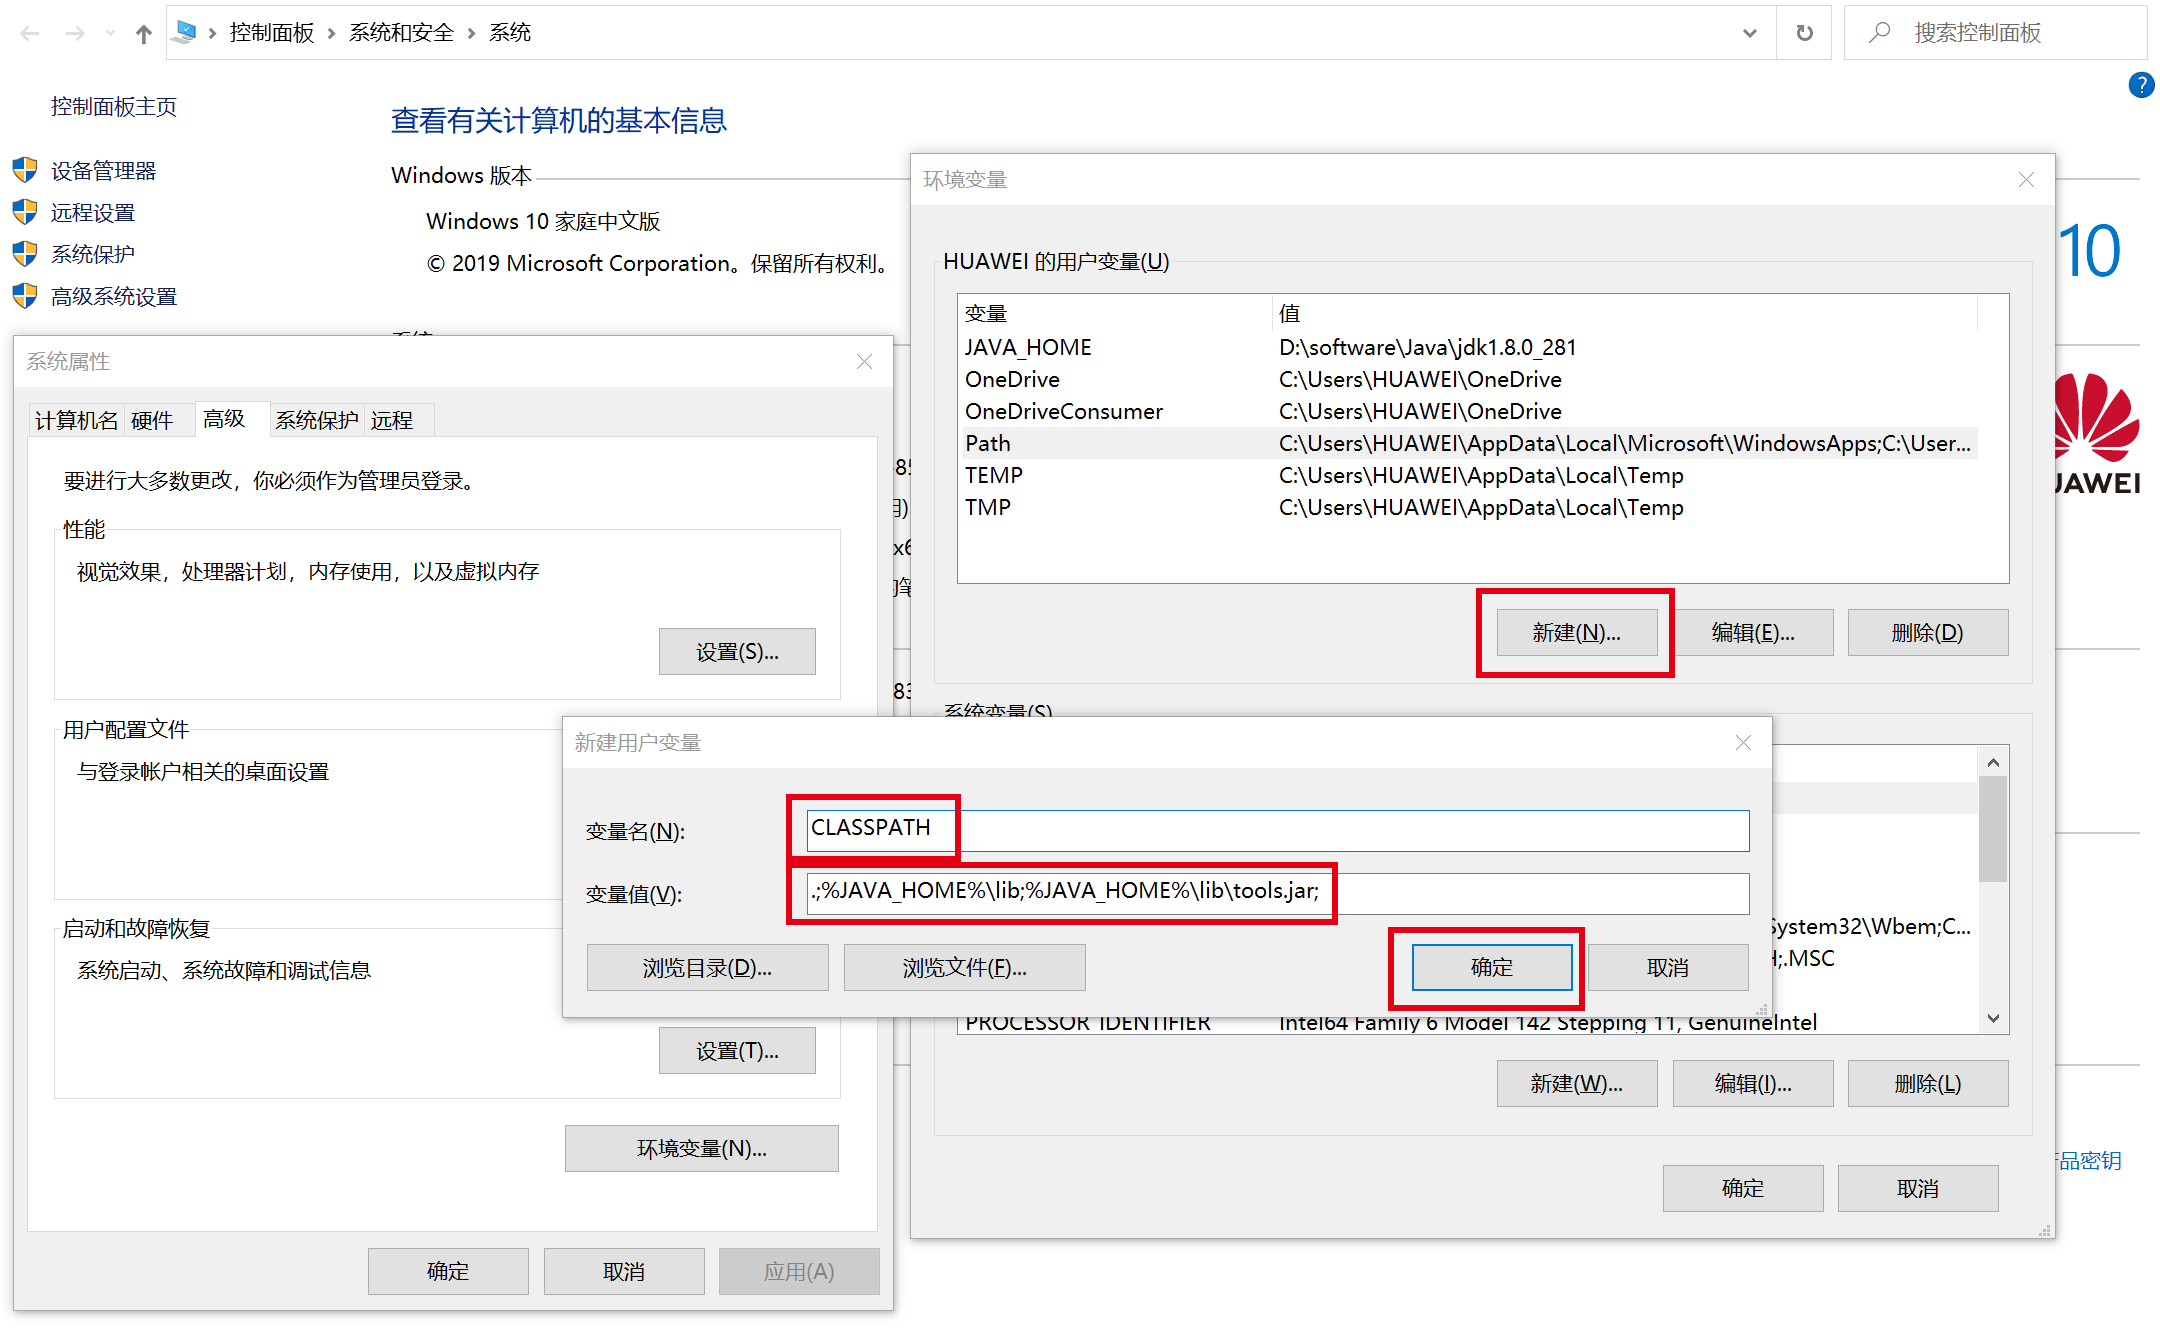 控制面板 › 系统和安全 › 系统
搜索控制面板
控制面板主页
设备管理器
远程设置
系统保护
高级系统设置
查看有关计算机的基本信息
Windows 版本
Windows 10 家庭中文版
© 2019 Microsoft Corporation。保留所有权利。
10
HUAWEI
产品密钥
系统属性
计算机名 硬件 高级 系统保护 远程
要进行大多数更改，你必须作为管理员登录。
性能
视觉效果，处理器计划，内存使用，以及虚拟内存
设置(S)...
用户配置文件
与登录帐户相关的桌面设置
启动和故障恢复
系统启动、系统故障和调试信息
设置(T)...
环境变量(N)...
确定 取消 应用(A)
环境变量
HUAWEI 的用户变量(U)
变量 值
JAVA_HOME D:\software\Java\jdk1.8.0_281
OneDrive C:\Users\HUAWEI\OneDrive
OneDriveConsumer C:\Users\HUAWEI\OneDrive
Path C:\Users\HUAWEI\AppData\Local\Microsoft\WindowsApps;C:\User...
TEMP C:\Users\HUAWEI\AppData\Local\Temp
TMP C:\Users\HUAWEI\AppData\Local\Temp
新建(N)... 编辑(E)... 删除(D)
系统变量(S)
System32\Wbem;C...
;.MSC
PROCESSOR_IDENTIFIER Intel64 Family 6 Model 142 Stepping 11, GenuineIntel
新建(W)... 编辑(I)... 删除(L)
确定 取消
新建用户变量
变量名(N): CLASSPATH
变量值(V): .;%JAVA_HOME%\lib;%JAVA_HOME%\lib\tools.jar;
浏览目录(D)... 浏览文件(F)... 确定 取消